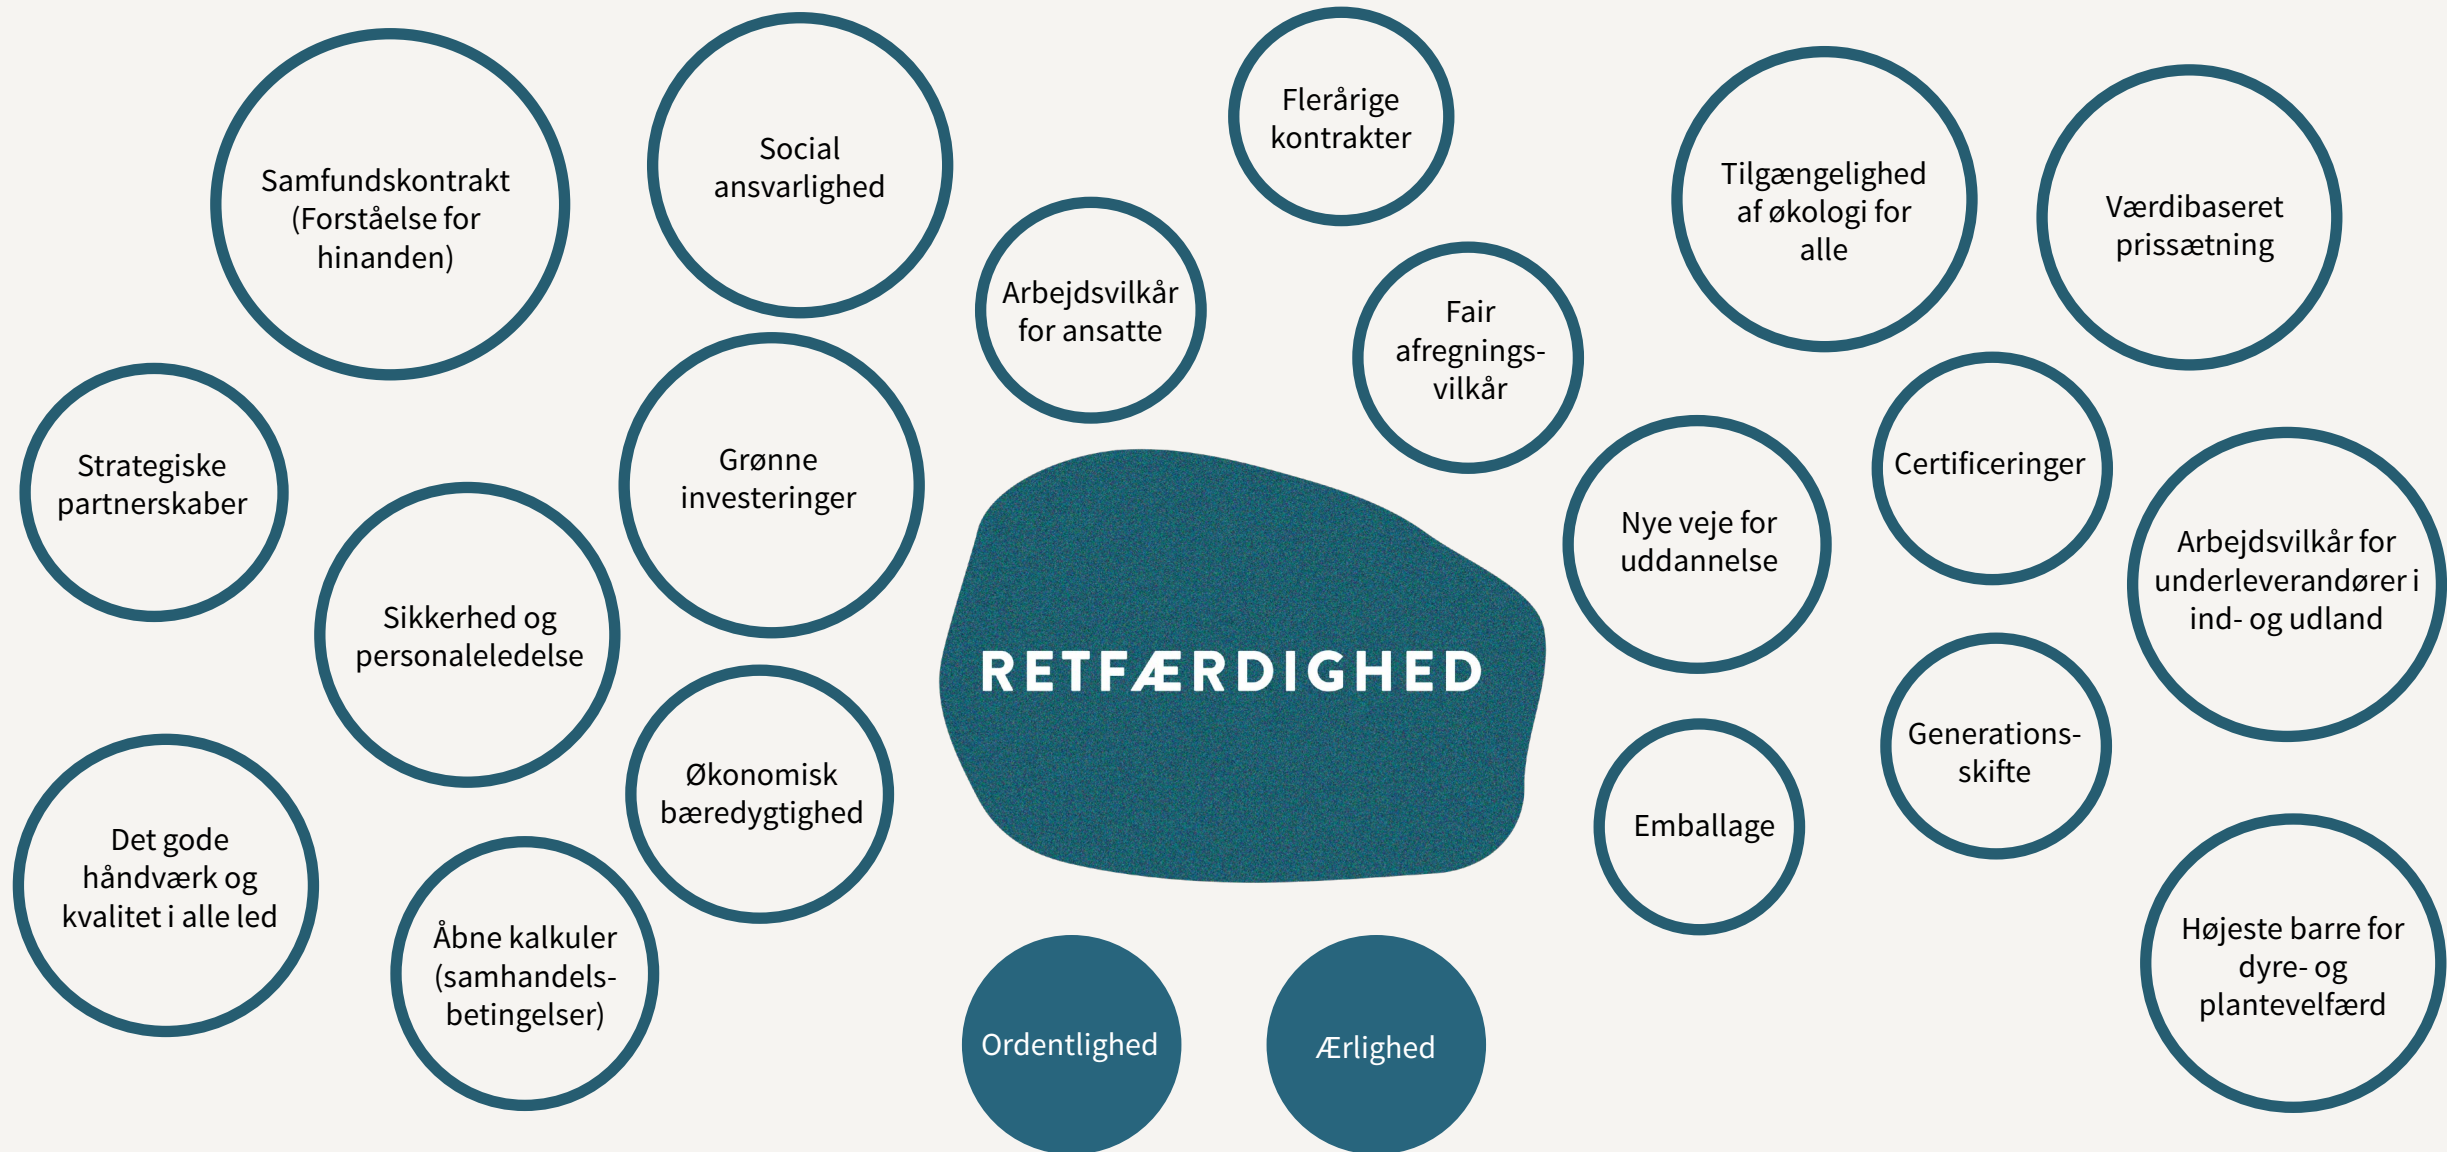 Samfundskontrakt
(Forståelse for
hinanden)
Social
ansvarlighed
Flerårige
kontrakter
Tilgængelighed
af økologi for
alle
Værdibaseret
prissætning
Arbejdsvilkår
for ansatte
Fair
afregnings-
vilkår
Strategiske
partnerskaber
Grønne
investeringer
Certificeringer
Nye veje for
uddannelse
Arbejdsvilkår for
underleverandører i
ind- og udland
Sikkerhed og
personaleledelse
RETFÆRDIGHED
Generations-
skifte
Økonomisk
bæredygtighed
Emballage
Det gode
håndværk og
kvalitet i alle led
Åbne kalkuler
(samhandels-
betingelser)
Højeste barre for
dyre- og
plantevelfærd
Ordentlighed
Ærlighed